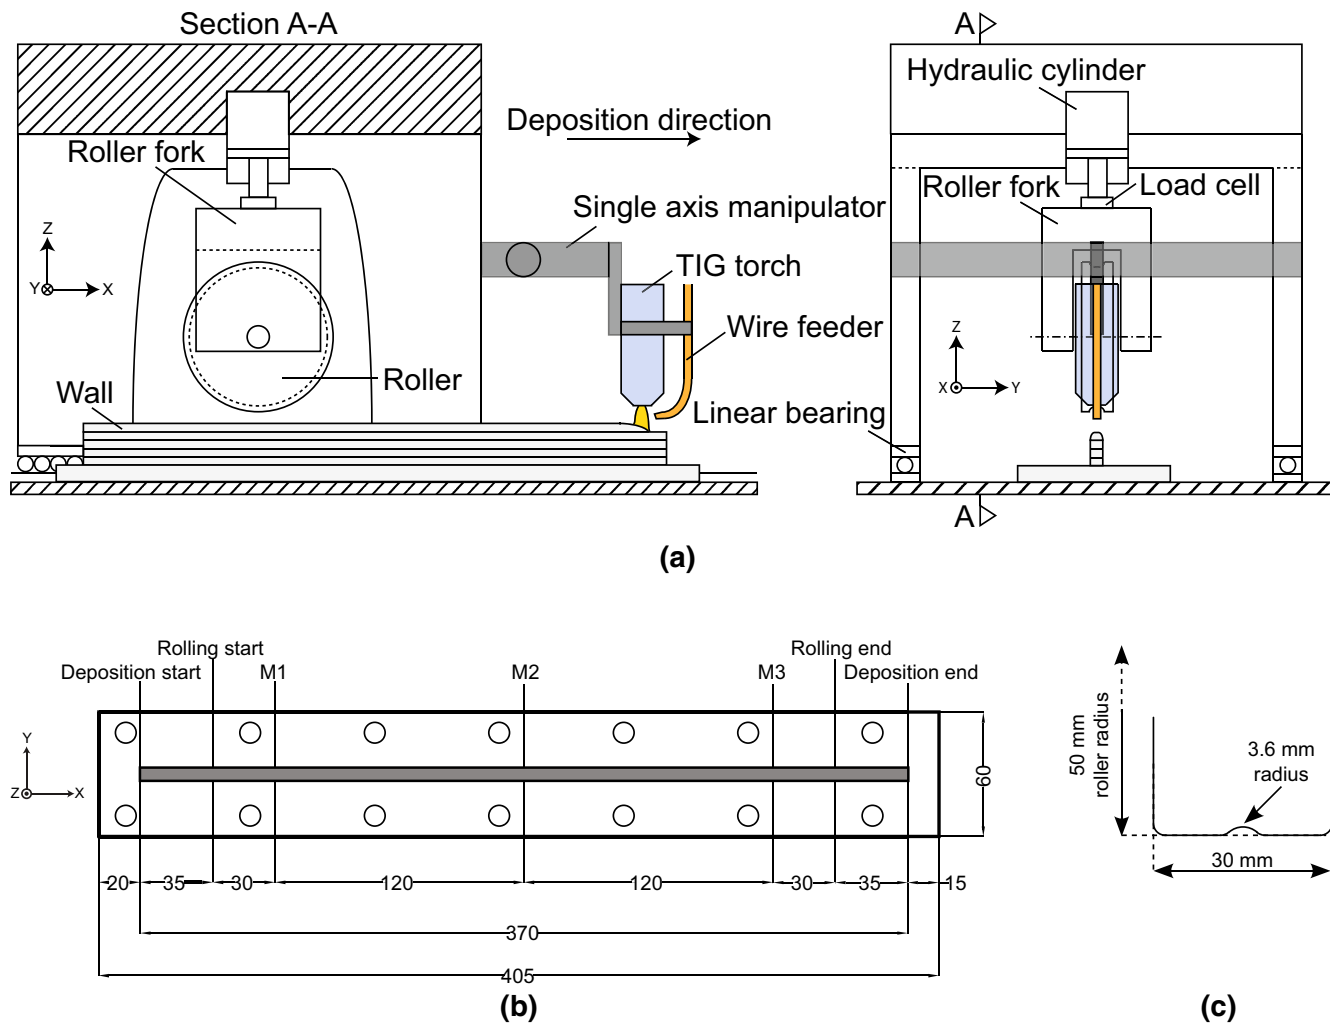 Section A-A
A
Hydraulic cylinder
Deposition direction
Roller fork
Roller fork
Load cell
Single axis manipulator
Z
Y
X
TIG torch
Wire feeder
Z
X
Y
Roller
Wall
Linear bearing
A
(a)
Rolling start
Rolling end
Deposition start
M1
M2
M3
Deposition end
Y
Z
X
60
50 mm
roller radius
3.6 mm
radius
30 mm
20
35
30
120
120
30
35
15
370
405
(b)
(c)